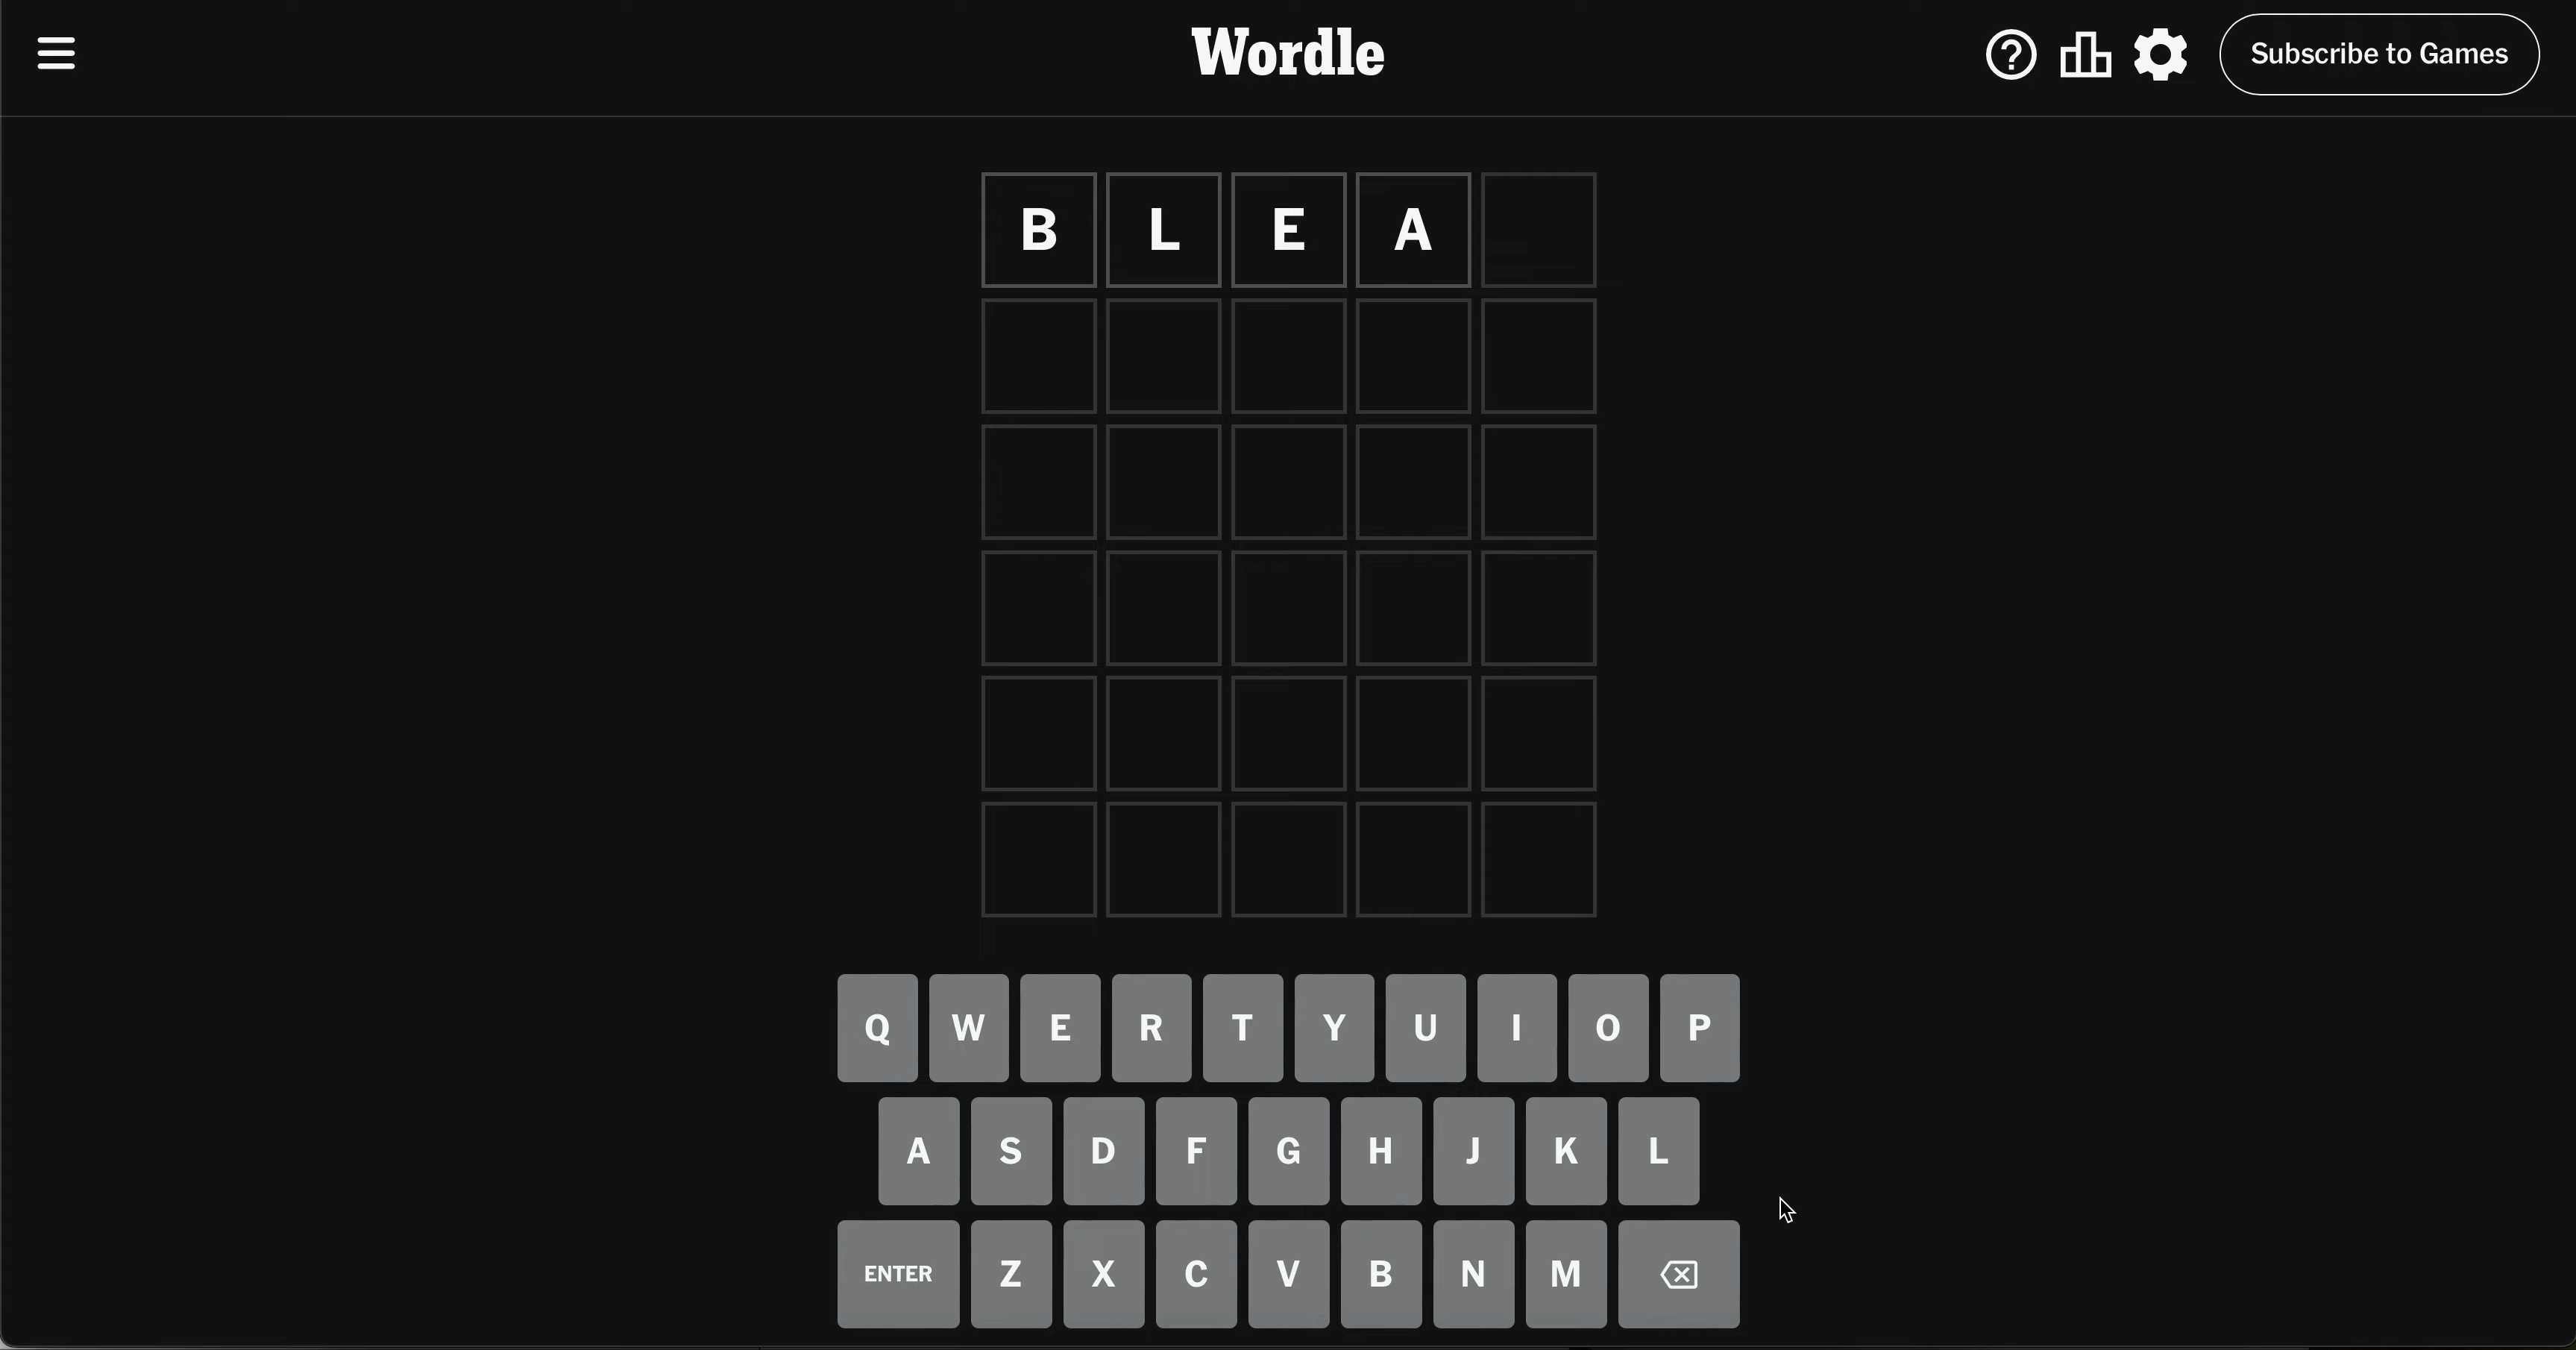 Wordle
Subscribe to Games
B L E A
Q W E R T Y U I O P
A S D F G H J K L
ENTER Z X C V B N M